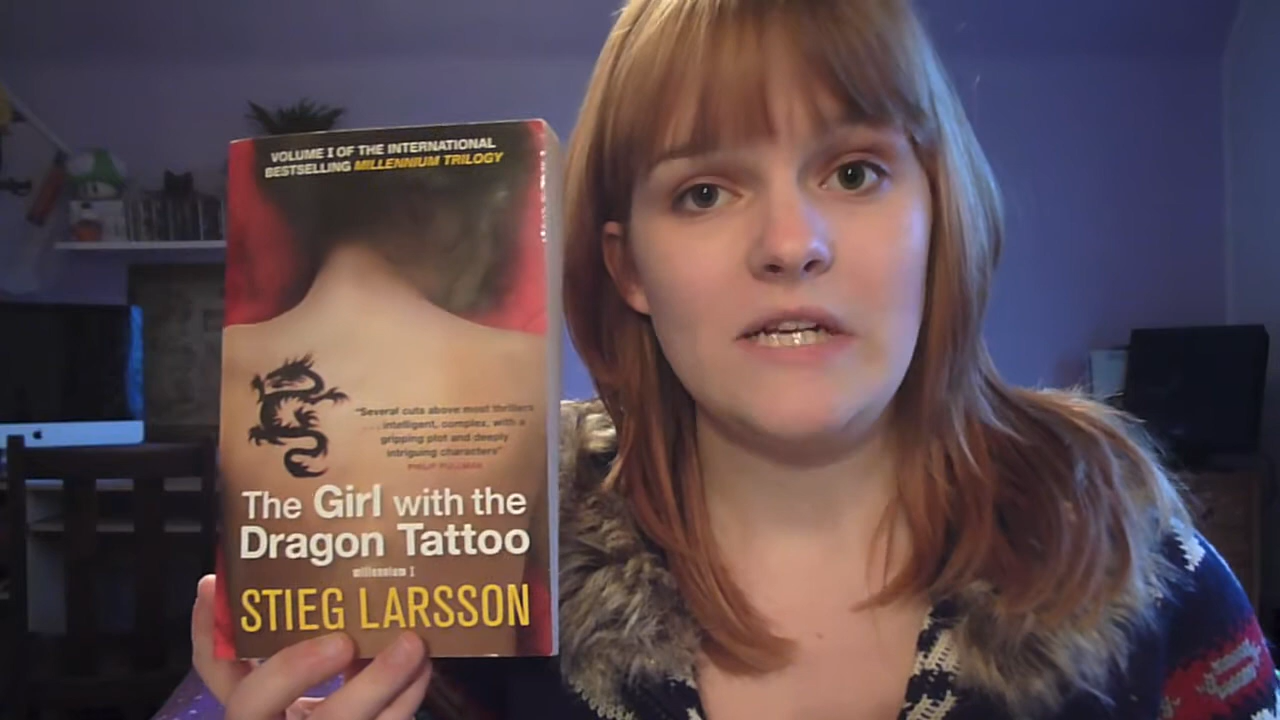 VOLUME I OF THE INTERNATIONAL
BESTSELLING MILLENNIUM TRILOGY
"Several cuts above most thrillers
...intelligent, complex, with a
gripping plot and deeply
intriguing characters"
PHILIP PULLMAN
The Girl with the
Dragon Tattoo
millennium I
STIEG LARSSON